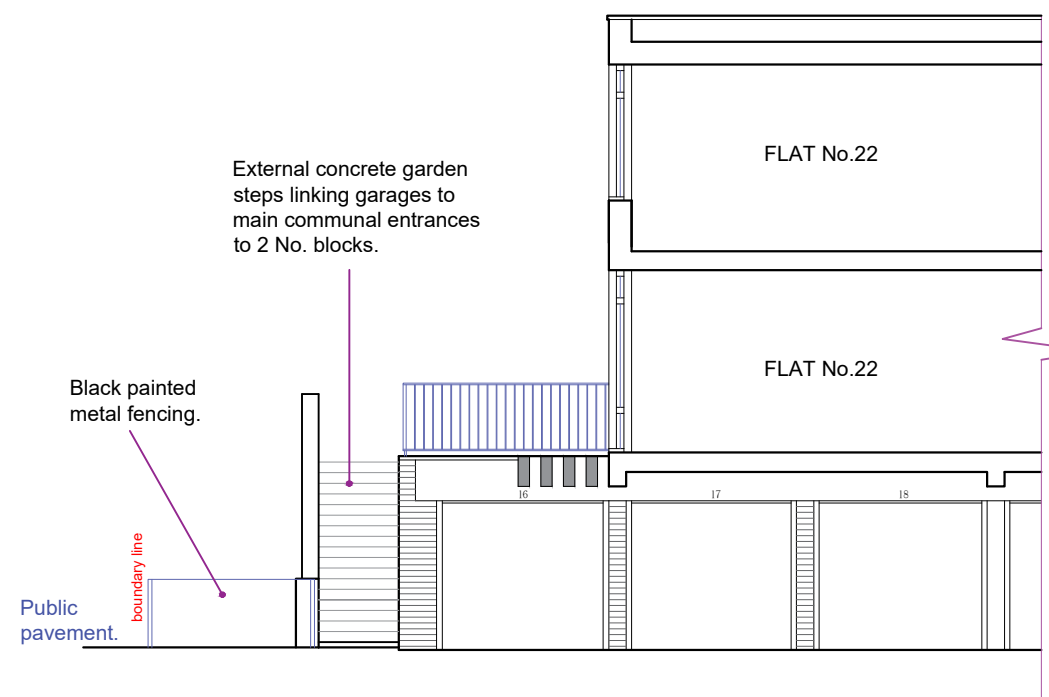 FLAT No.22
External concrete garden
steps linking garages to
main communal entrances
to 2 No. blocks.
FLAT No.22
Black painted
metal fencing.
16
17
18
boundary line
Public
pavement.